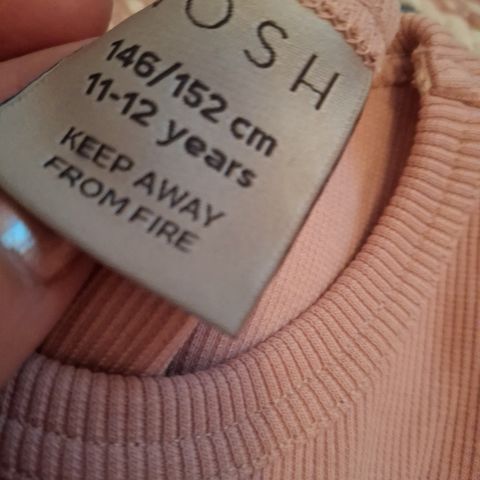 OSH
146/152 cm
11-12 years
KEEP AWAY
FROM FIRE